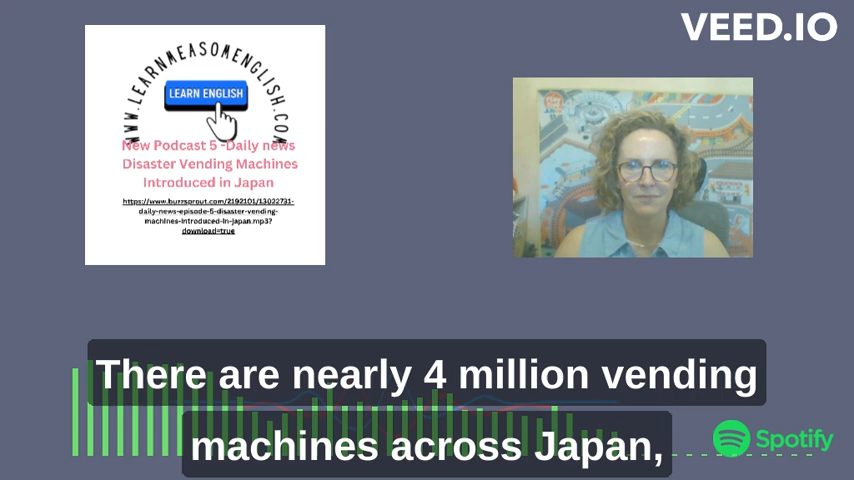 VEED.IO
WWW.LEARNMEASOMENGLISH.COM
LEARN ENGLISH
New Podcast 5 -Daily news
Disaster Vending Machines
Introduced in Japan
https://www.buzzsprout.com/2192101/13022731-
daily-news-episode-5-disaster-vending-
machines-introduced-in-japan.mp3?
download=true
There are nearly 4 million vending
machines across Japan,
Spotify